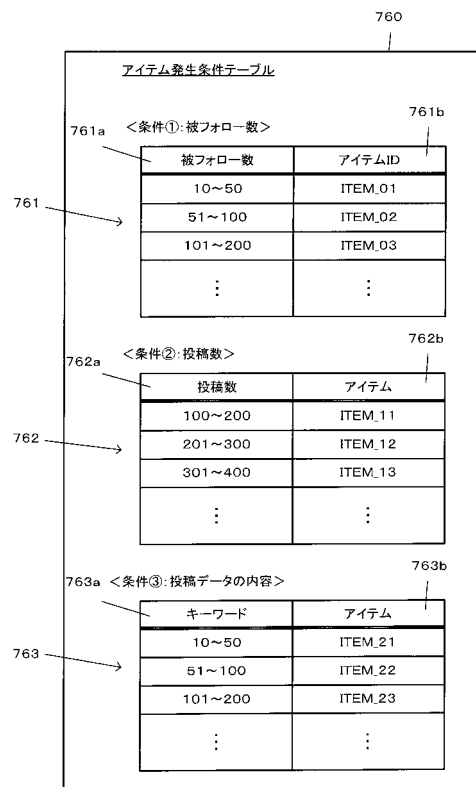 760
アイテム発生条件テーブル
761a <条件①:被フォロー数> 761b
被フォロー数 アイテムID
10~50 ITEM_01
761
51~100 ITEM_02
101~200 ITEM_03
⋮ ⋮
762a <条件②:投稿数> 762b
投稿数 アイテム
100~200 ITEM_11
762
201~300 ITEM_12
301~400 ITEM_13
⋮ ⋮
763a <条件③:投稿データの内容> 763b
キーワード アイテム
10~50 ITEM_21
763
51~100 ITEM_22
101~200 ITEM_23
⋮ ⋮